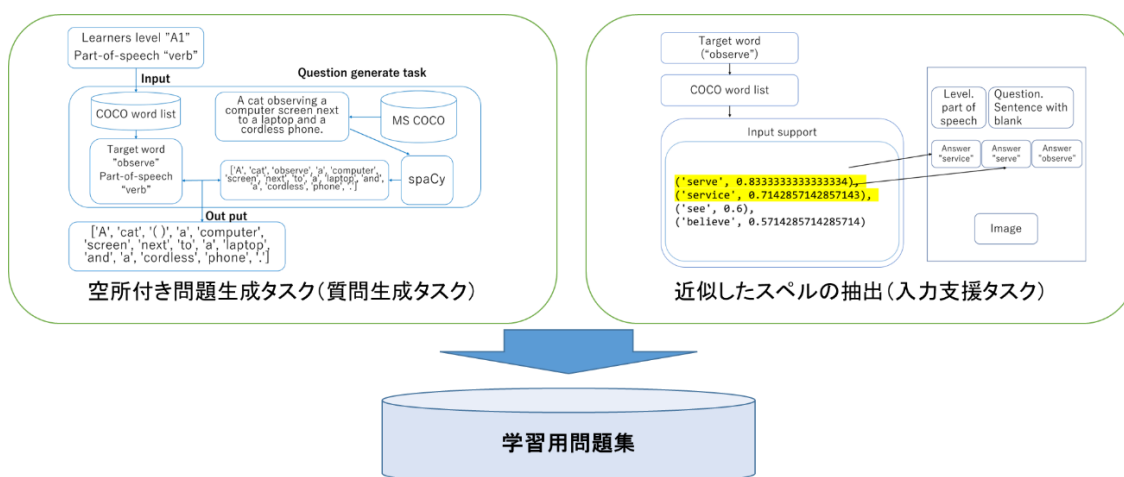 Learners level "A1"
Part-of-speech "verb"
Input
Question generate task
COCO word list
A cat observing a
computer screen next
to a laptop and a
cordless phone.
MS COCO
Target word
"observe"
Part-of-speech
"verb"
['A', 'cat', 'observe', 'a', 'computer',
'screen', 'next', 'to', 'a', 'laptop', 'and',
'a', 'cordless', 'phone', '.']
spaCy
Out put
['A', 'cat', '( )', 'a', 'computer',
'screen', 'next', 'to', 'a', 'laptop',
'and', 'a', 'cordless', 'phone', '.']
空所付き問題生成タスク(質問生成タスク)
Target word
("observe")
COCO word list
Input support
('serve', 0.8333333333333334),
('service', 0.7142857142857143),
('see', 0.6),
('believe', 0.5714285714285714)
Level.
part of
speech
Question.
Sentence with
blank
Answer
"service"
Answer
"serve"
Answer
"observe"
Image
近似したスペルの抽出(入力支援タスク)
学習用問題集